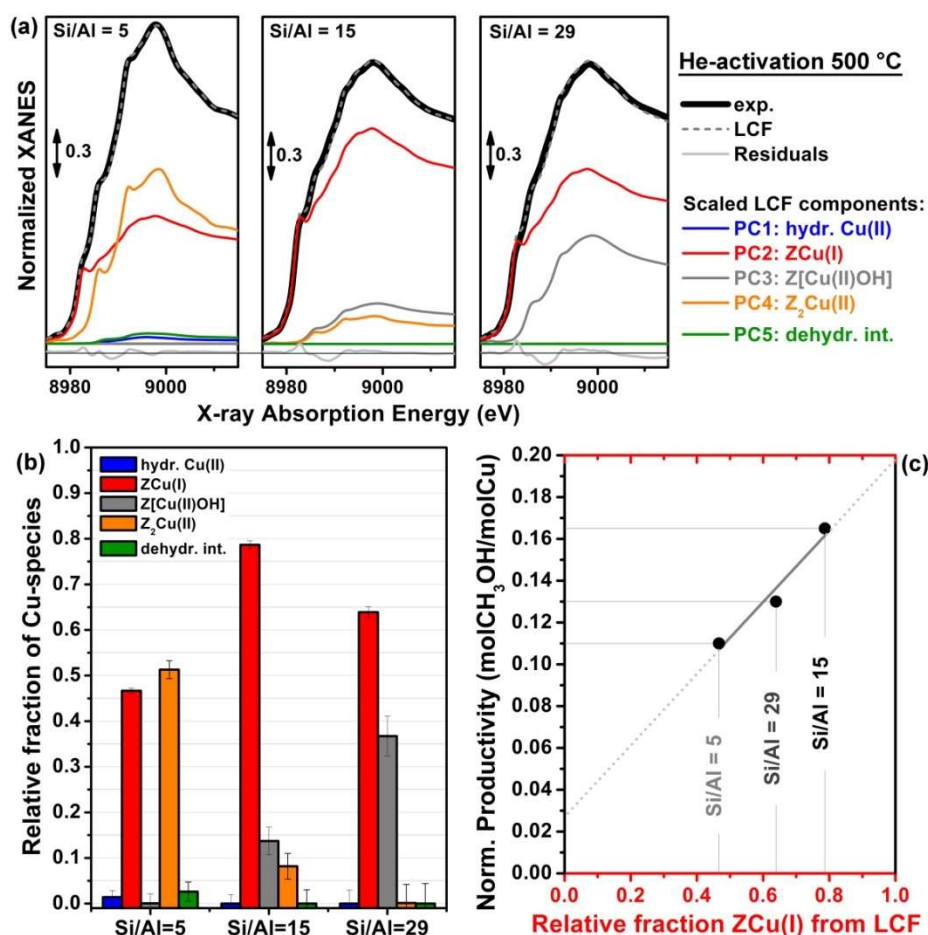 (a)
Si/Al = 5
Si/Al = 15
Si/Al = 29
0.3
0.3
0.3
Normalized XANES
8980 9000
8980 9000
8980 9000
X-ray Absorption Energy (eV)
He-activation 500 °C
exp.
LCF
Residuals
Scaled LCF components:
PC1: hydr. Cu(II)
PC2: ZCu(I)
PC3: Z[Cu(II)OH]
PC4: Z₂Cu(II)
PC5: dehydr. int.
(b)
hydr. Cu(II)
ZCu(I)
Z[Cu(II)OH]
Z₂Cu(II)
dehydr. int.
Relative fraction of Cu-species
1.0
0.9
0.8
0.7
0.6
0.5
0.4
0.3
0.2
0.1
0.0
Si/Al=5
Si/Al=15
Si/Al=29
(c)
Norm. Productivity (molCH₃OH/molCu)
0.20
0.18
0.16
0.14
0.12
0.10
0.08
0.06
0.04
0.02
0.00
Si/Al = 5
Si/Al = 29
Si/Al = 15
0.0 0.2 0.4 0.6 0.8 1.0
Relative fraction ZCu(I) from LCF